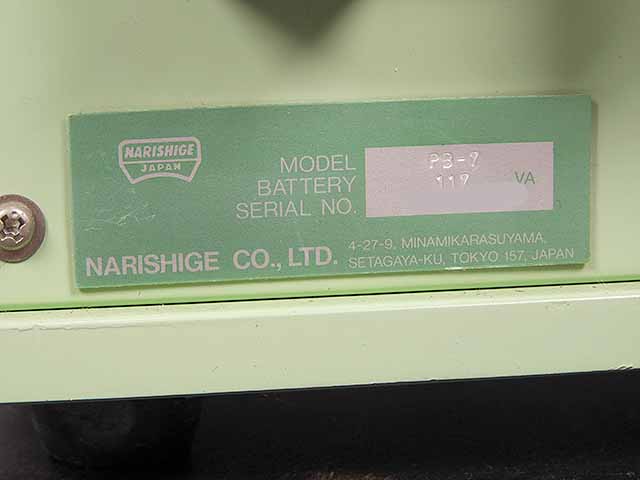 NARISHIGE
JAPAN
MODEL PB-7
BATTERY 117 VA
SERIAL NO.
NARISHIGE CO., LTD. 4-27-9, MINAMIKARASUYAMA,
SETAGAYA-KU, TOKYO 157, JAPAN